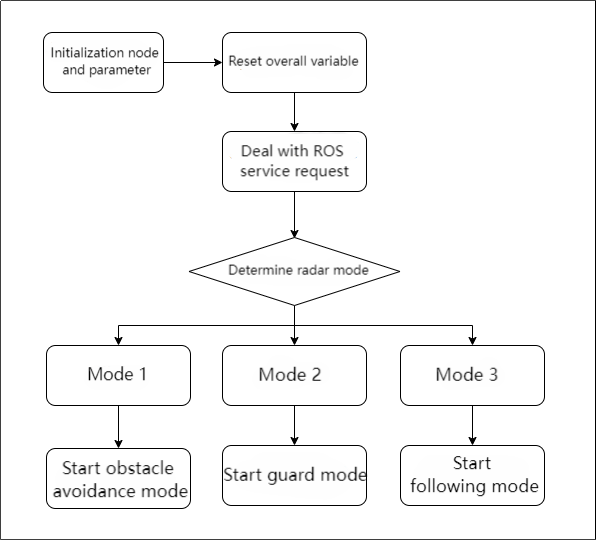 Initialization node
and parameter
Reset overall variable
Deal with ROS
service request
Determine radar mode
Mode 1
Mode 2
Mode 3
Start obstacle
avoidance mode
Start guard mode
Start
following mode